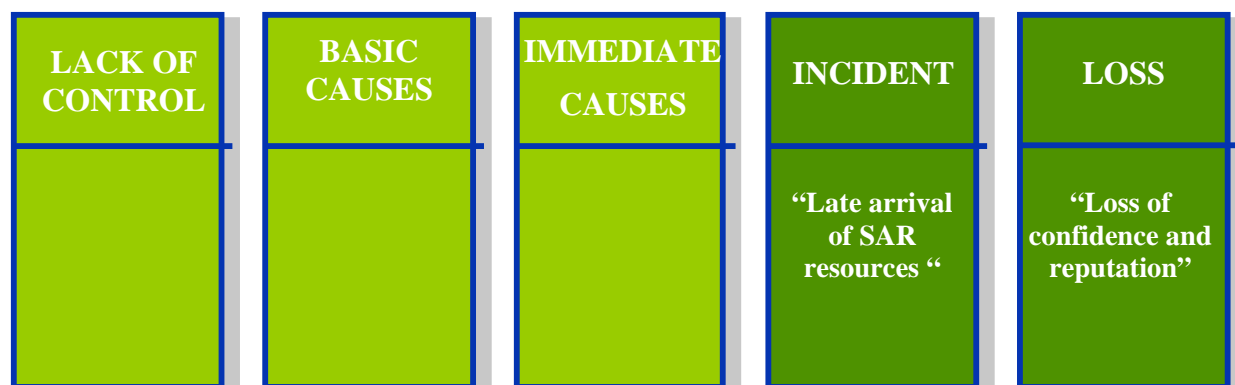 LACK OF
CONTROL
BASIC
CAUSES
IMMEDIATE
CAUSES
INCIDENT
LOSS
“Late arrival
of SAR
resources “
“Loss of
confidence and
reputation”